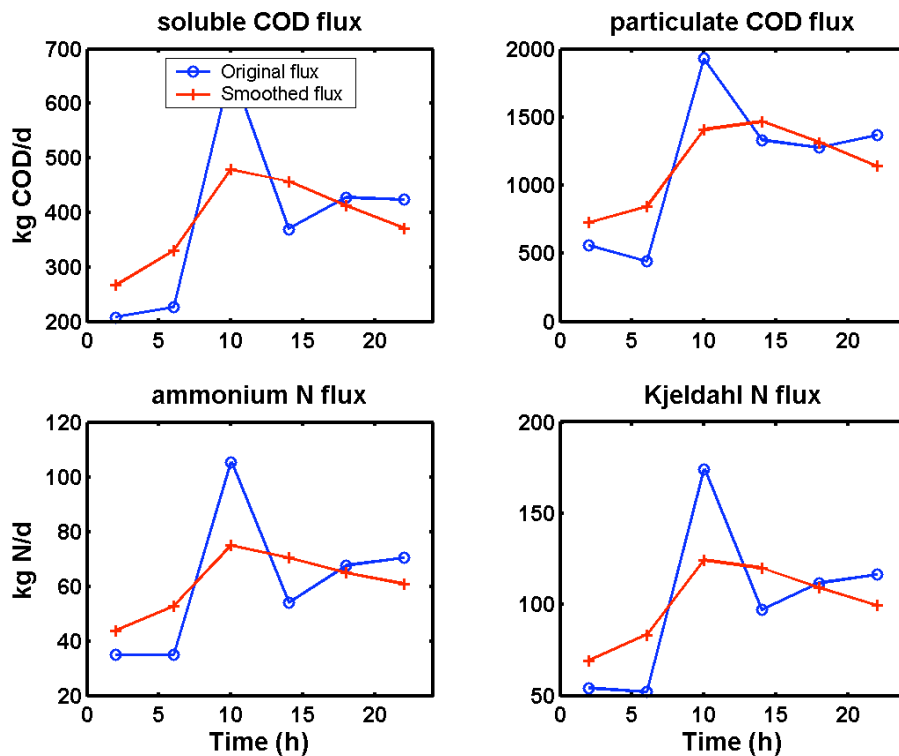 soluble COD flux
particulate COD flux
kg COD/d
700
600
500
400
300
200
0 5 10 15 20
Original flux
Smoothed flux
2000
1500
1000
500
0
0 5 10 15 20
ammonium N flux
Kjeldahl N flux
kg N/d
120
100
80
60
40
20
0 5 10 15 20
Time (h)
200
150
100
50
0 5 10 15 20
Time (h)